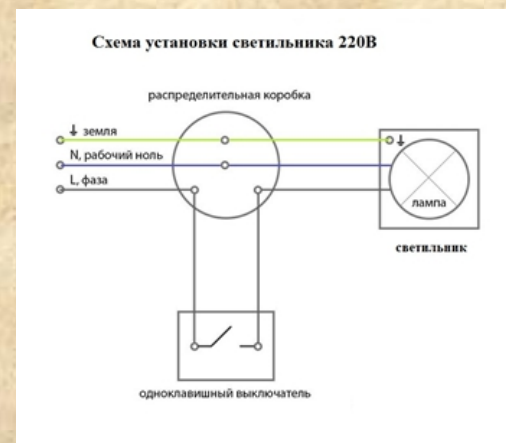 Схема установки светильника 220В
распределительная коробка
земля
N, рабочий ноль
L, фаза
лампа
светильник
одноклавишный выключатель